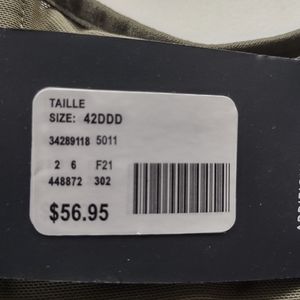 TAILLE
SIZE: 42DDD
34289118 5011
2 6 F21
448872 302
$56.95